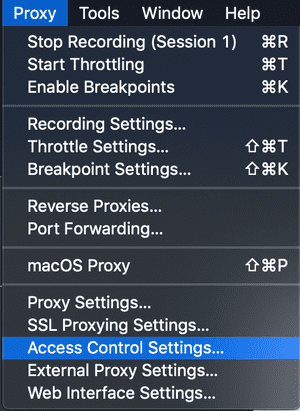 Proxy Tools Window Help
Stop Recording (Session 1) ⌘R
Start Throttling ⌘T
Enable Breakpoints ⌘K
Recording Settings...
Throttle Settings... ⇧⌘T
Breakpoint Settings... ⇧⌘K
Reverse Proxies...
Port Forwarding...
macOS Proxy ⇧⌘P
Proxy Settings...
SSL Proxying Settings...
Access Control Settings...
External Proxy Settings...
Web Interface Settings...